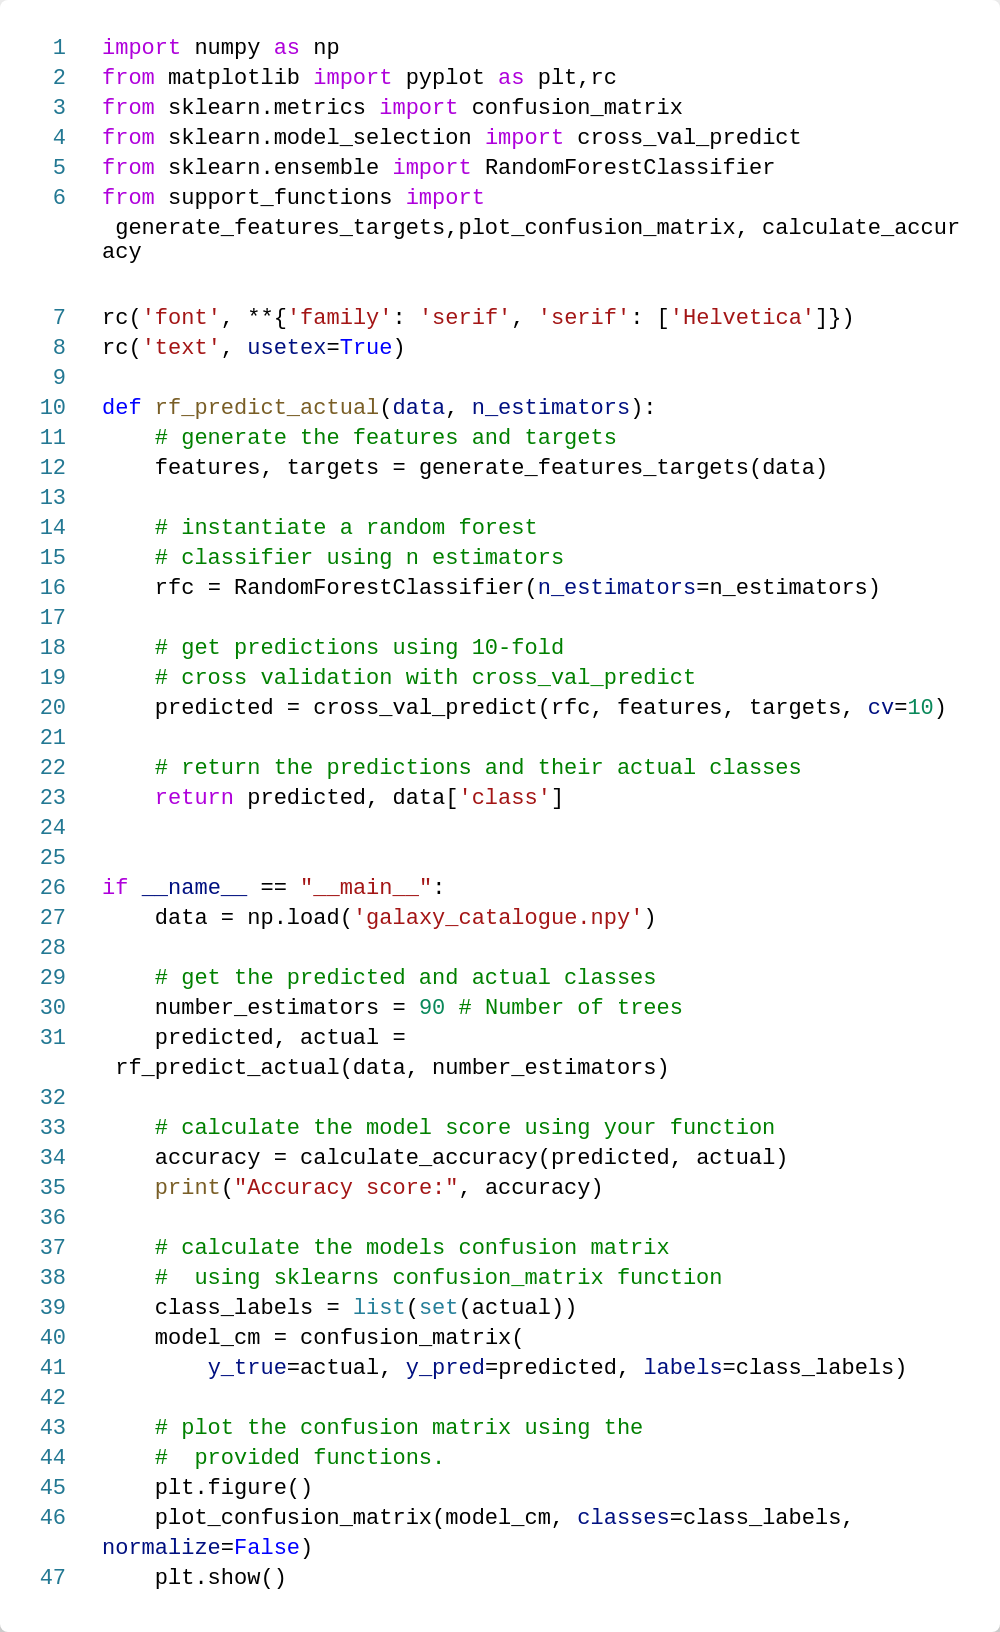 1 import numpy as np
2 from matplotlib import pyplot as plt,rc
3 from sklearn.metrics import confusion_matrix
4 from sklearn.model_selection import cross_val_predict
5 from sklearn.ensemble import RandomForestClassifier
6 from support_functions import
generate_features_targets,plot_confusion_matrix, calculate_accur
acy
7 rc('font', **{'family': 'serif', 'serif': ['Helvetica']})
8 rc('text', usetex=True)
9
10 def rf_predict_actual(data, n_estimators):
11     # generate the features and targets
12     features, targets = generate_features_targets(data)
13
14     # instantiate a random forest
15     # classifier using n estimators
16     rfc = RandomForestClassifier(n_estimators=n_estimators)
17
18     # get predictions using 10-fold
19     # cross validation with cross_val_predict
20     predicted = cross_val_predict(rfc, features, targets, cv=10)
21
22     # return the predictions and their actual classes
23     return predicted, data['class']
24
25
26 if __name__ == "__main__":
27     data = np.load('galaxy_catalogue.npy')
28
29     # get the predicted and actual classes
30     number_estimators = 90 # Number of trees
31     predicted, actual =
rf_predict_actual(data, number_estimators)
32
33     # calculate the model score using your function
34     accuracy = calculate_accuracy(predicted, actual)
35     print("Accuracy score:", accuracy)
36
37     # calculate the models confusion matrix
38     #  using sklearns confusion_matrix function
39     class_labels = list(set(actual))
40     model_cm = confusion_matrix(
41         y_true=actual, y_pred=predicted, labels=class_labels)
42
43     # plot the confusion matrix using the
44     #  provided functions.
45     plt.figure()
46     plot_confusion_matrix(model_cm, classes=class_labels,
normalize=False)
47     plt.show()